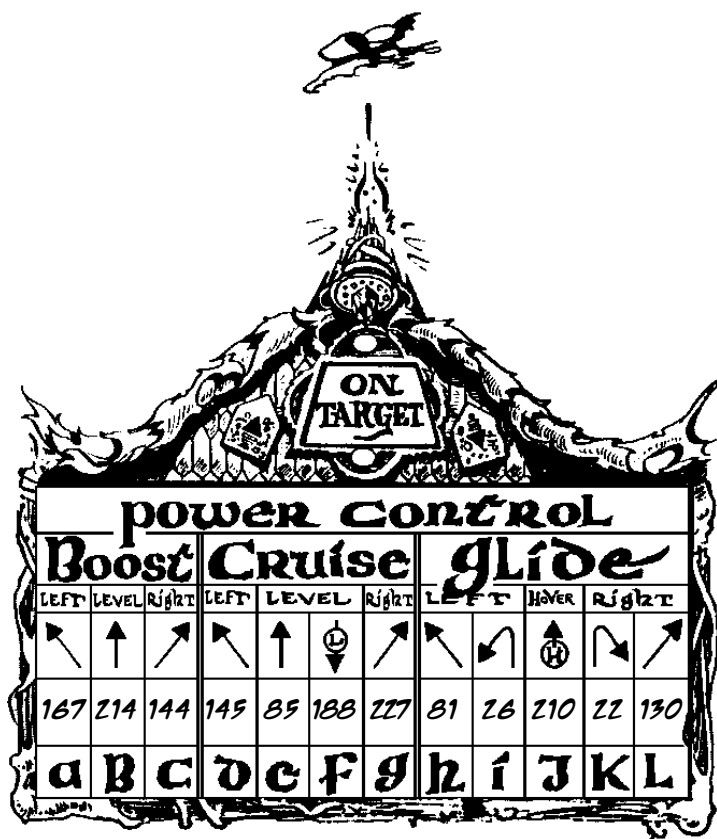 ON
TARGET
POWER CONTROL
Boost Cruise glide
LEFT LEVEL Right LEFT LEVEL Right LEFT HOVER Right
L H
167 214 144 145 85 188 227 81 26 210 22 130
a B C D e F g h i J K L